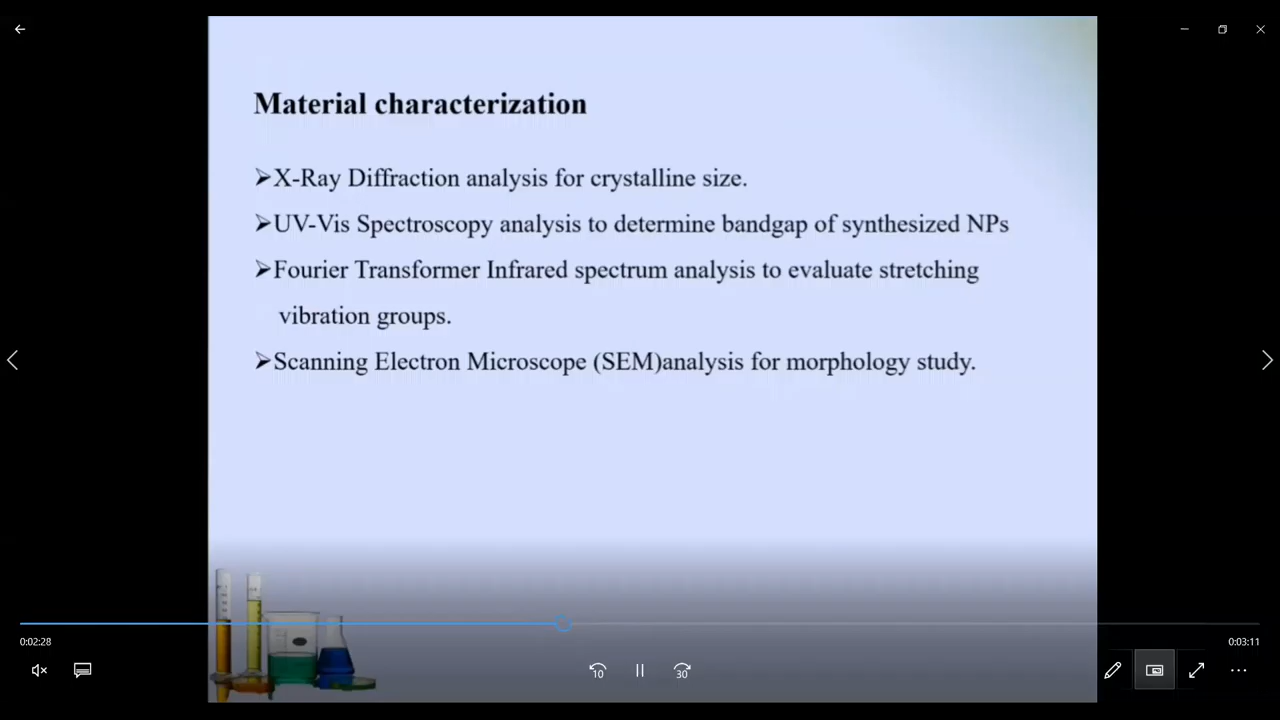 Material characterization
➢X-Ray Diffraction analysis for crystalline size.
➢UV-Vis Spectroscopy analysis to determine bandgap of synthesized NPs
➢Fourier Transformer Infrared spectrum analysis to evaluate stretching
vibration groups.
➢Scanning Electron Microscope (SEM)analysis for morphology study.
0:02:28
0:03:11
10
30